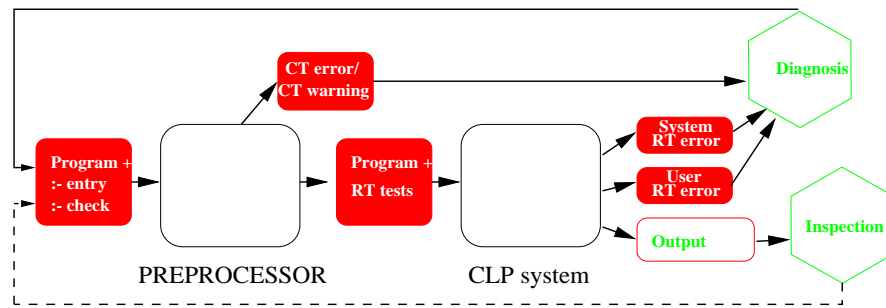 CT error/
CT warning
Diagnosis
System
RT error
Program +
:- entry
:- check
Program +
RT tests
User
RT error
Output
Inspection
PREPROCESSOR
CLP system